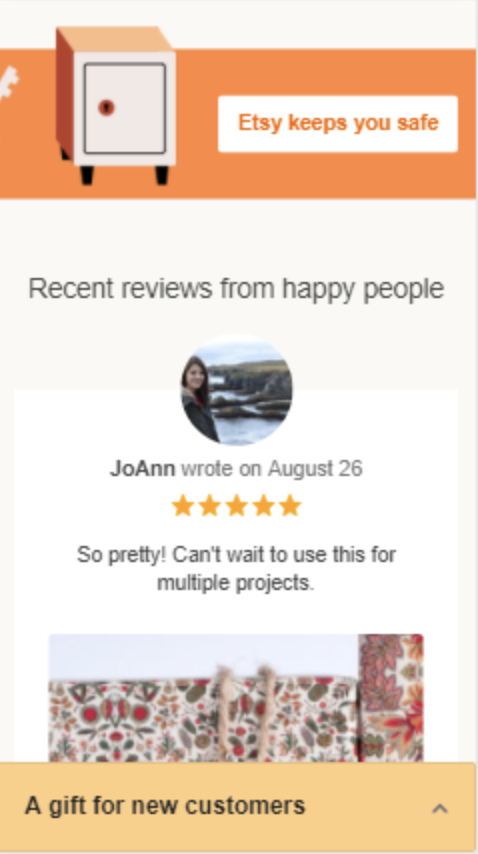 Etsy keeps you safe
Recent reviews from happy people
JoAnn wrote on August 26
So pretty! Can't wait to use this for
multiple projects.
A gift for new customers